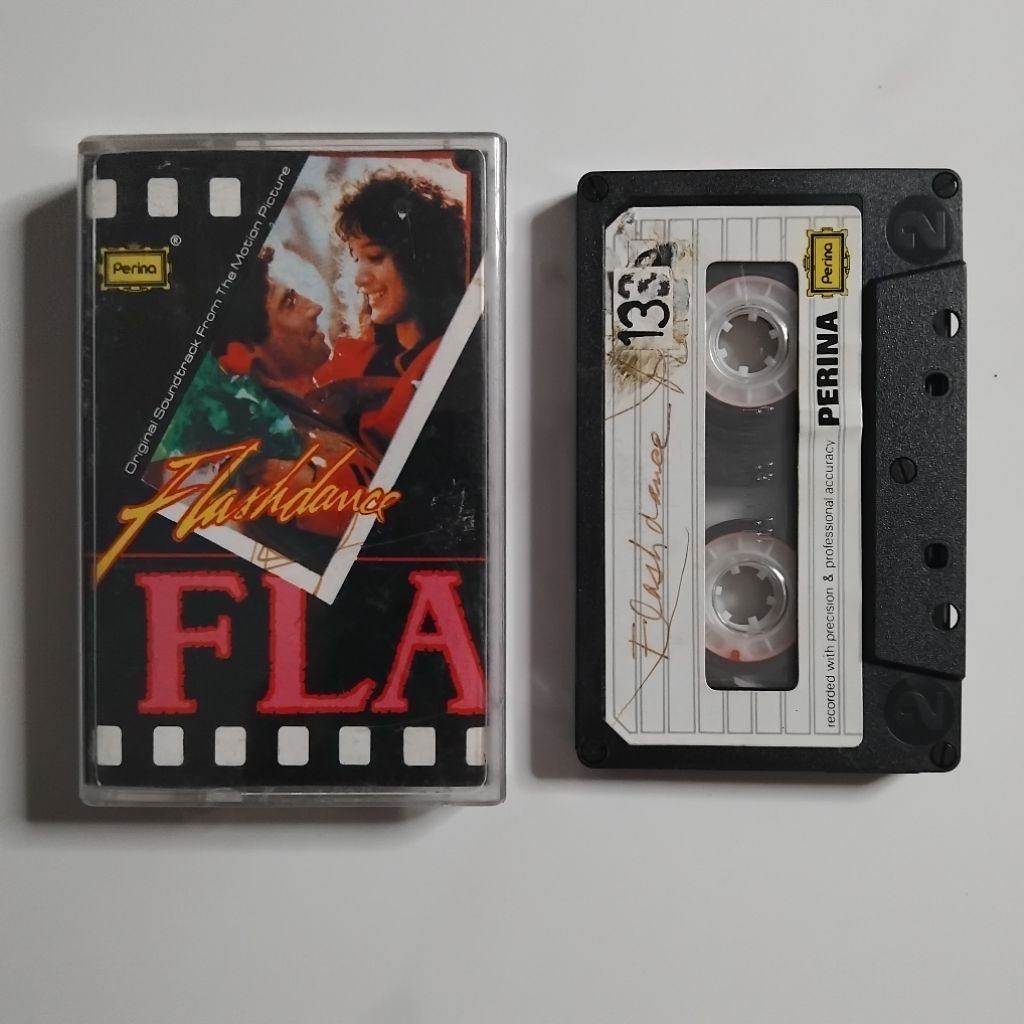 Perina
®
Original Soundtrack From The Motion Picture
Flashdance
FLA
133
Flashdance
Perina
PERINA
recorded with precision & professional accuracy
2
2